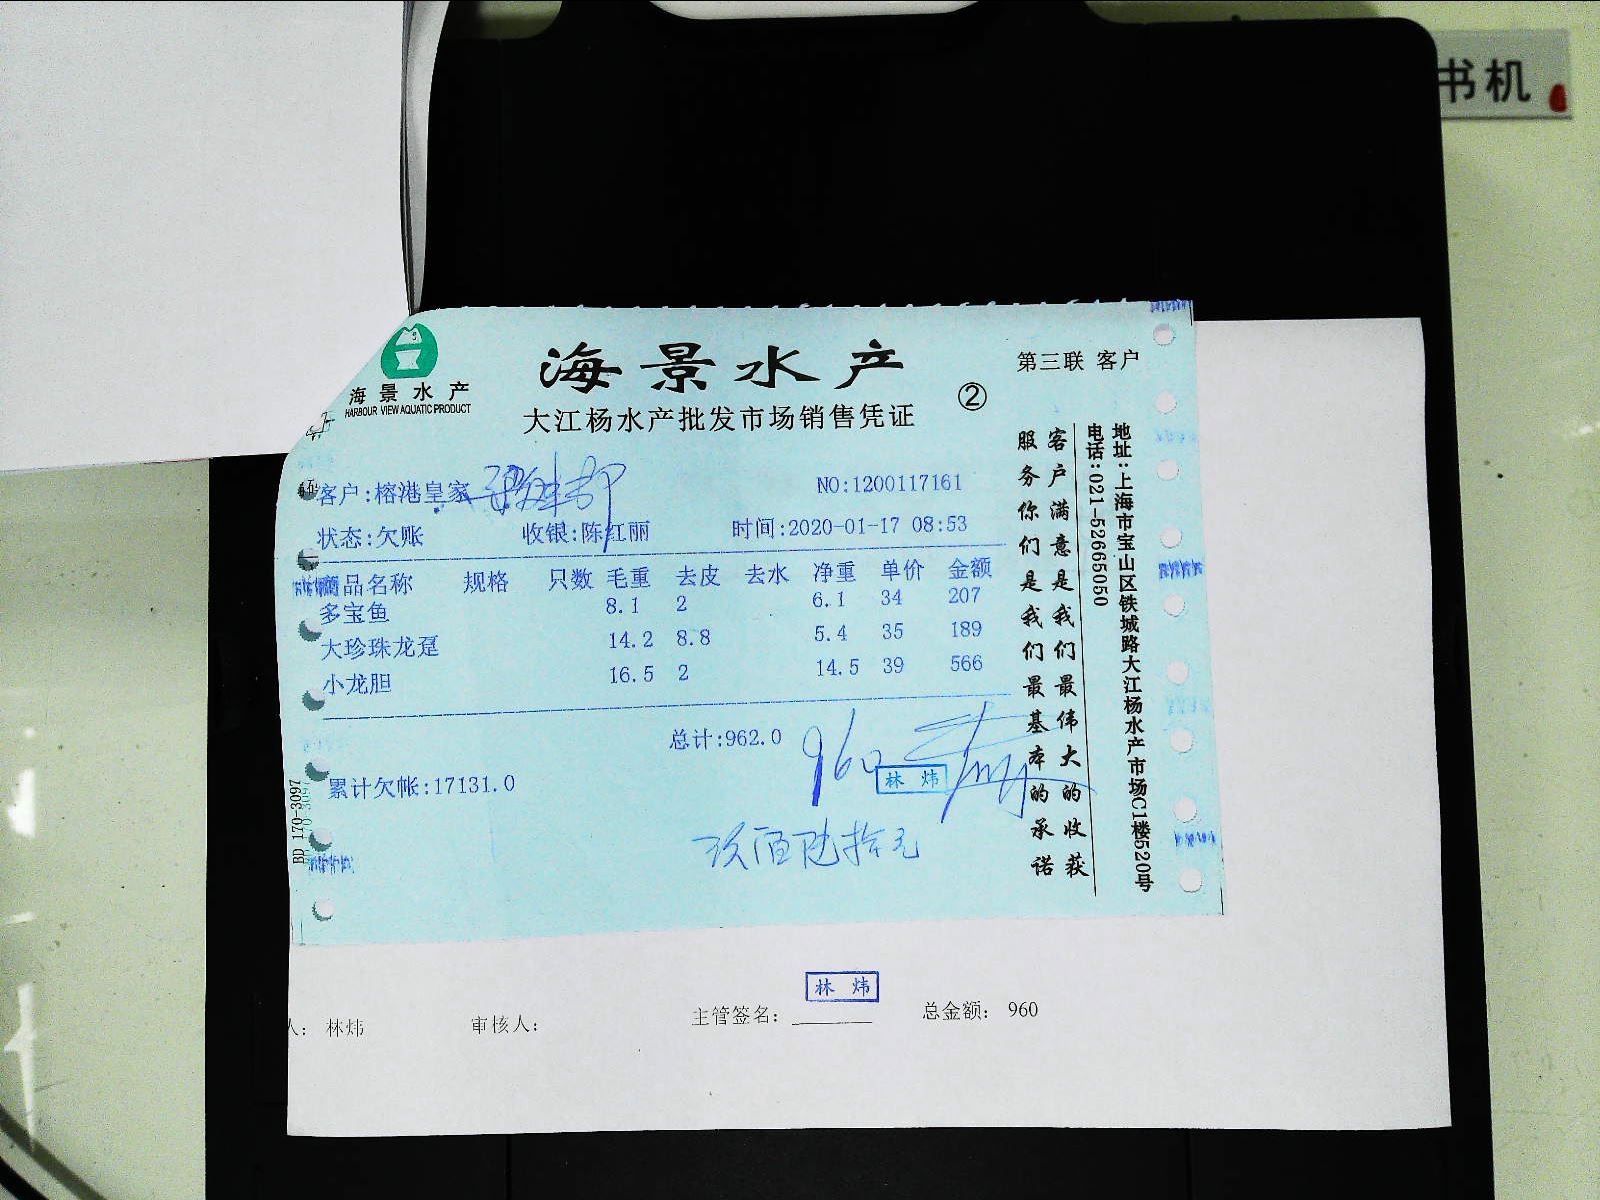 书机
海景水产
HARBOUR VIEW AQUATIC PRODUCT
海景水产
大江杨水产批发市场销售凭证
②
第三联 客户
客户:榕港皇家
NO:1200117161
状态:欠账 收银:陈红丽 时间:2020-01-17 08:53
商品名称 规格 只数 毛重 去皮 去水 净重 单价 金额
多宝鱼 8.1 2 6.1 34 207
大珍珠龙趸 14.2 8.8 5.4 35 189
小龙胆 16.5 2 14.5 39 566
总计:962.0
960
林炜
累计欠帐:17131.0
玖佰陆拾元
客户满意是我们最伟大的收获
服务你们是我们最基本的承诺
地址:上海市宝山区铁城路大江杨水产市场C1楼520号
电话:021-52665050
BD 170-3097
林炜
人: 林炜 审核人: 主管签名: 总金额: 960